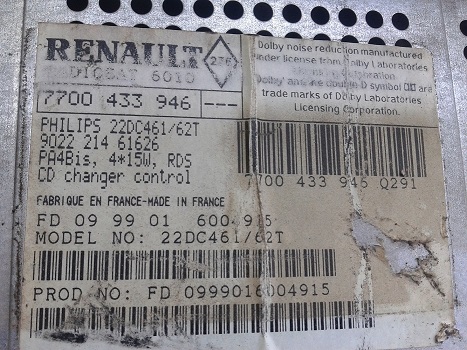 RENAULT
Dolby noise reduction manufactured
under license from Dolby Laboratories
Dolby and the double D symbol are
trade marks of Dolby Laboratories
Licensing Corporation.
6010
7700 433 946 ---
PHILIPS 22DC461/62T
9022 214 61626
PA4Bis, 4*15W, RDS
CD changer control
7700 433 946 Q291
FABRIQUE EN FRANCE-MADE IN FRANCE
FD 09 99 01 6004915
MODEL NO: 22DC461/62T
PROD NO: FD 0999016004915